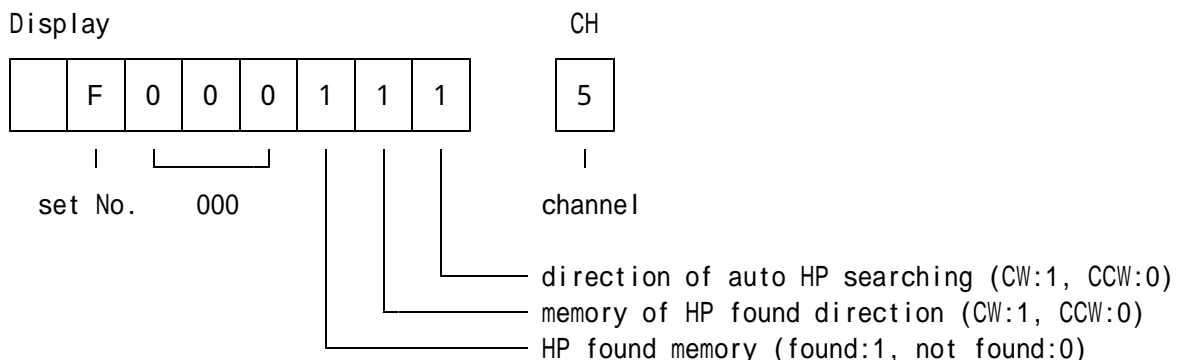 Display CH
F 0 0 0 1 1 1 5
set No. 000 channel
direction of auto HP searching (CW:1, CCW:0)
memory of HP found direction (CW:1, CCW:0)
HP found memory (found:1, not found:0)